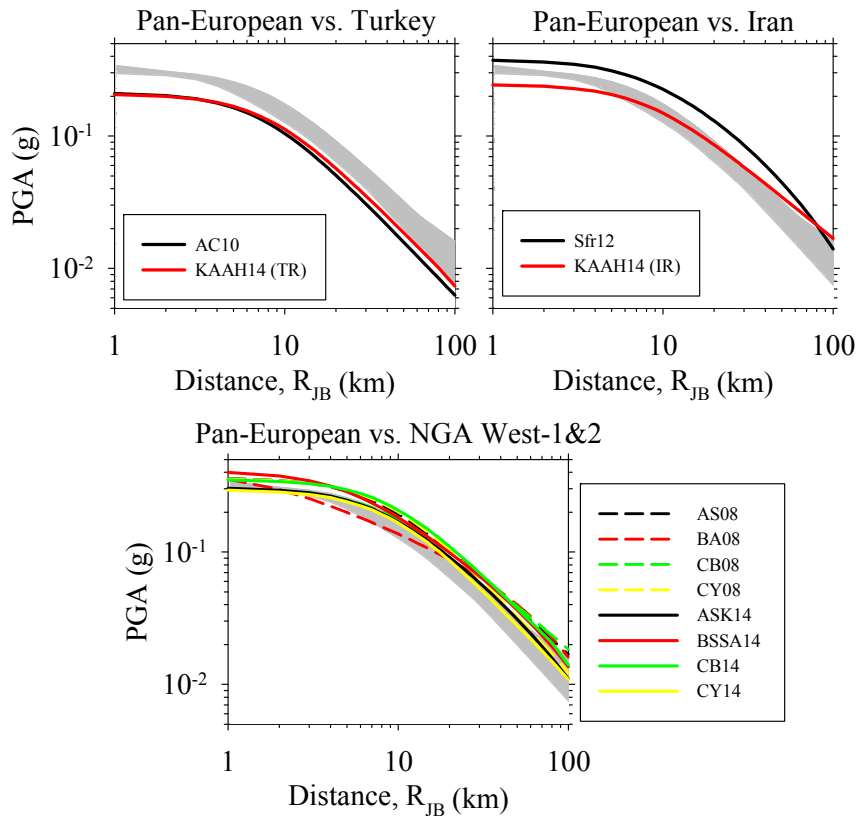 Pan-European vs. Turkey
Pan-European vs. Iran
PGA (g)
10⁻¹
10⁻²
AC10
KAAH14 (TR)
Sfr12
KAAH14 (IR)
1
10
100
1
10
100
Distance, R_JB (km)
Distance, R_JB (km)
Pan-European vs. NGA West-1&2
PGA (g)
10⁻¹
10⁻²
AS08
BA08
CB08
CY08
ASK14
BSSA14
CB14
CY14
1
10
100
Distance, R_JB (km)